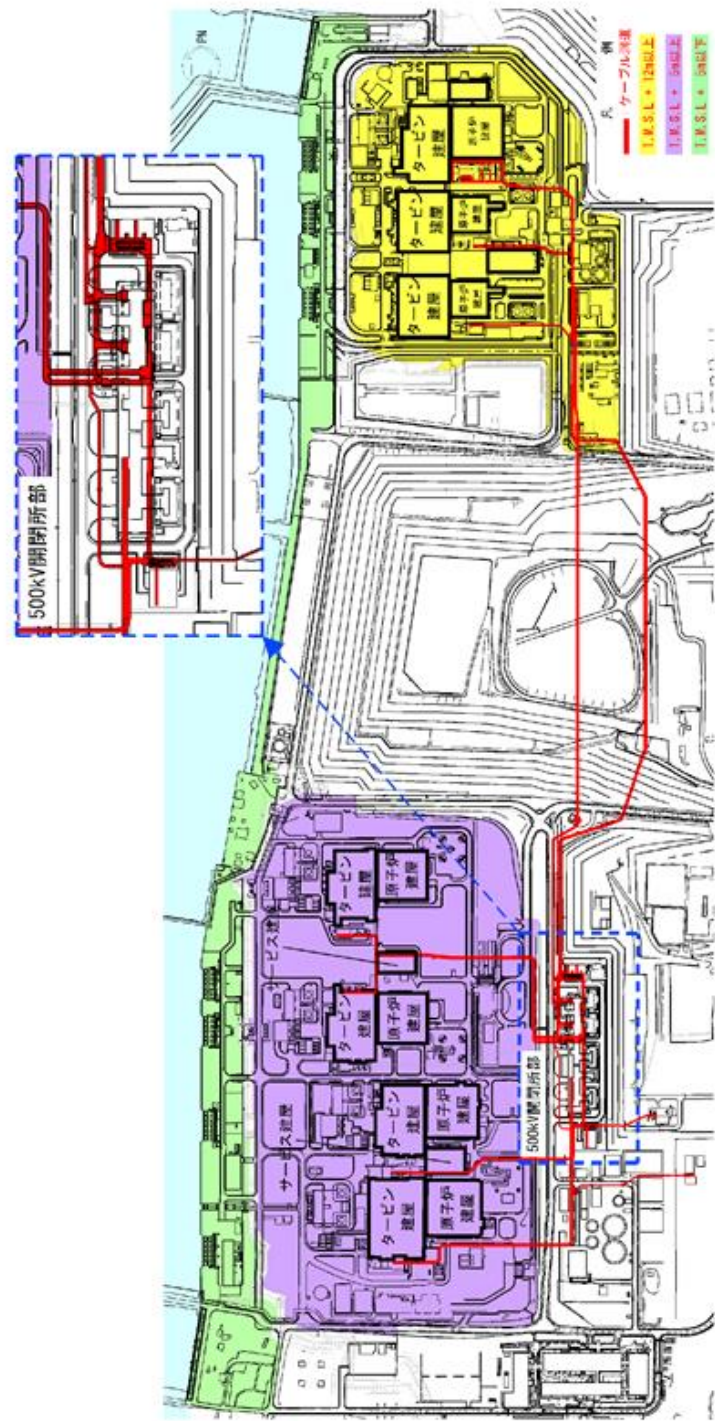 500kV開閉所部
PN
凡 例
ケーブル洞道
T.M.S.L + 12m以上
T.M.S.L + 5m以上
T.M.S.L + 5m以下
サービス建屋
サービス建屋
タービン
建屋
原子炉
建屋
タービン
建屋
原子炉
建屋
タービン
建屋
原子炉
建屋
タービン
建屋
原子炉
建屋
500kV開閉所部
タービン
建屋
原子炉
建屋
タービン
建屋
原子炉
建屋
タービン
建屋
原子炉
建屋